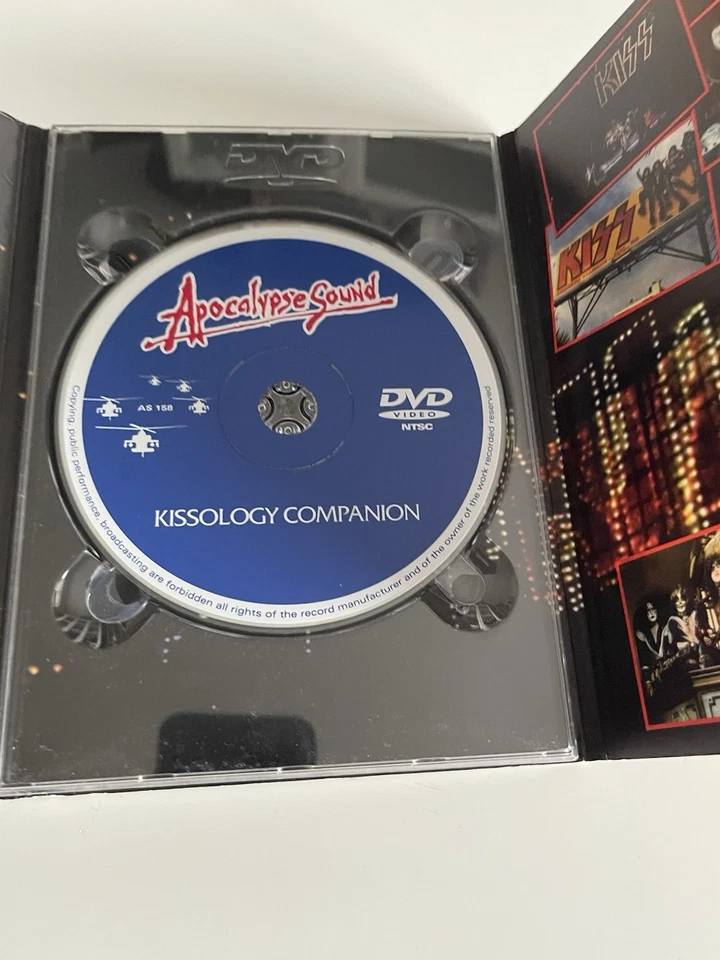 DVD
KISS
KISS
Apocalypse Sound
AS 158
DVD
VIDEO
NTSC
KISSOLOGY COMPANION
Copying, public performance, broadcasting are forbidden all rights of the record manufacturer and of the owner of the work recorded reserved